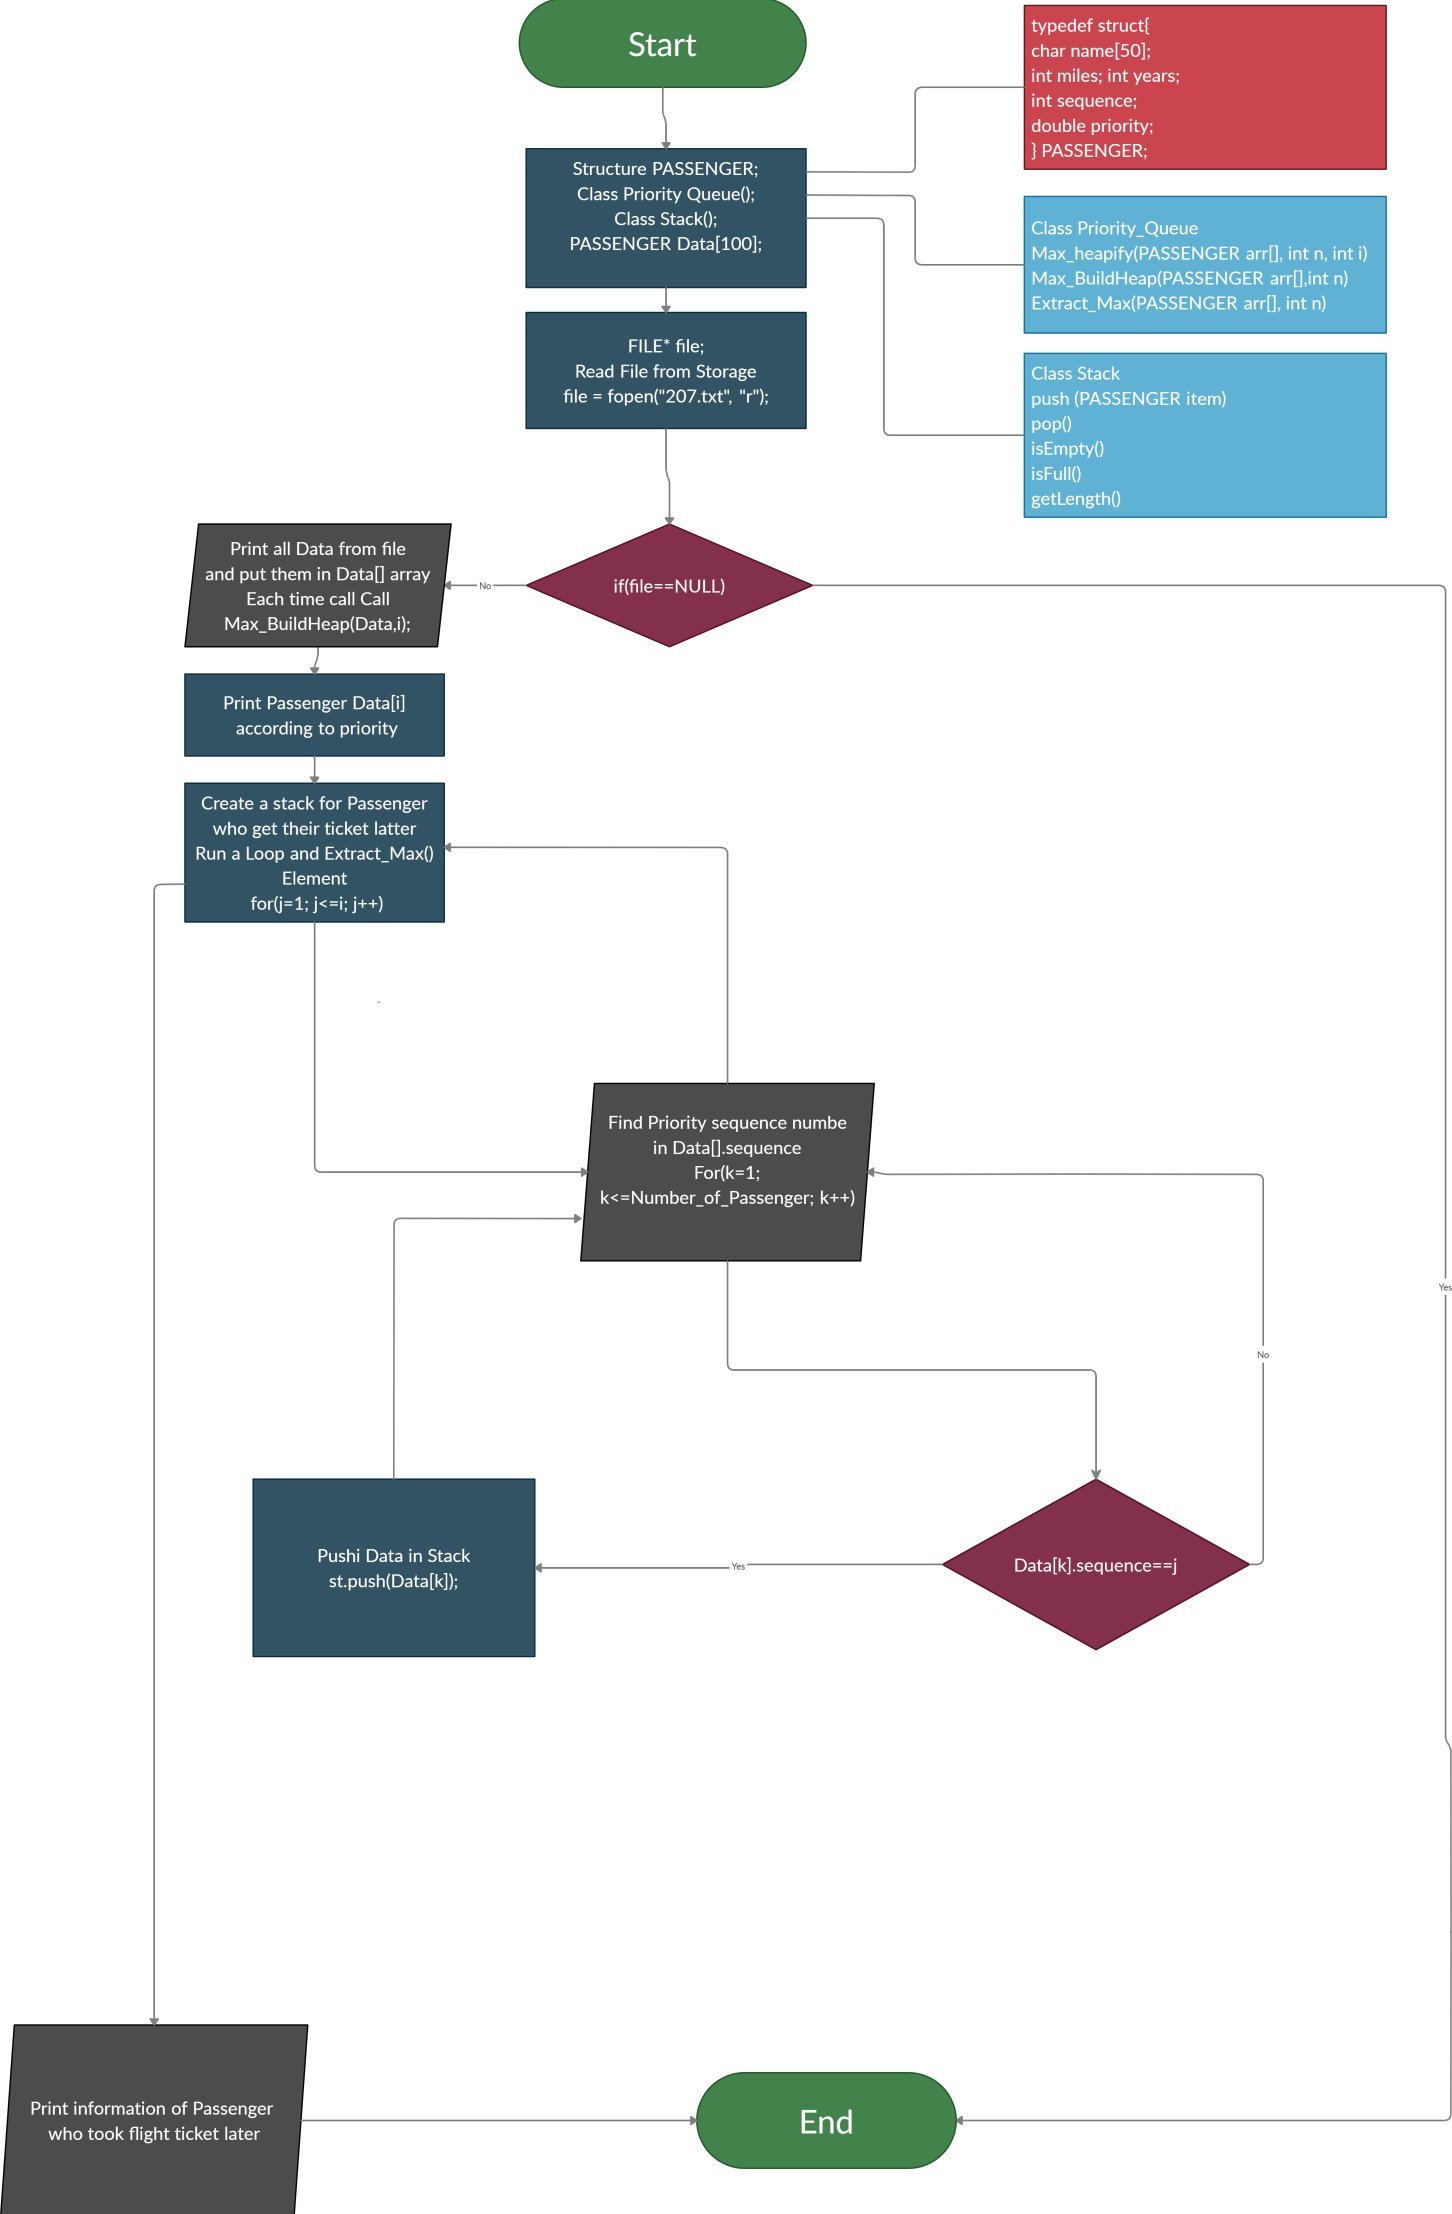 Start
typedef struct{
char name[50];
int miles; int years;
int sequence;
double priority;
} PASSENGER;
Structure PASSENGER;
Class Priority Queue();
Class Stack();
PASSENGER Data[100];
Class Priority_Queue
Max_heapify(PASSENGER arr[], int n, int i)
Max_BuildHeap(PASSENGER arr[],int n)
Extract_Max(PASSENGER arr[], int n)
FILE* file;
Read File from Storage
file = fopen("207.txt", "r");
Class Stack
push (PASSENGER item)
pop()
isEmpty()
isFull()
getLength()
if(file==NULL)
No
Print all Data from file
and put them in Data[] array
Each time call Call
Max_BuildHeap(Data,i);
Print Passenger Data[i]
according to priority
Create a stack for Passenger
who get their ticket latter
Run a Loop and Extract_Max()
Element
for(j=1; j<=i; j++)
Find Priority sequence numbe
in Data[].sequence
For(k=1;
k<=Number_of_Passenger; k++)
Yes
No
Data[k].sequence==j
Yes
Pushi Data in Stack
st.push(Data[k]);
Print information of Passenger
who took flight ticket later
End